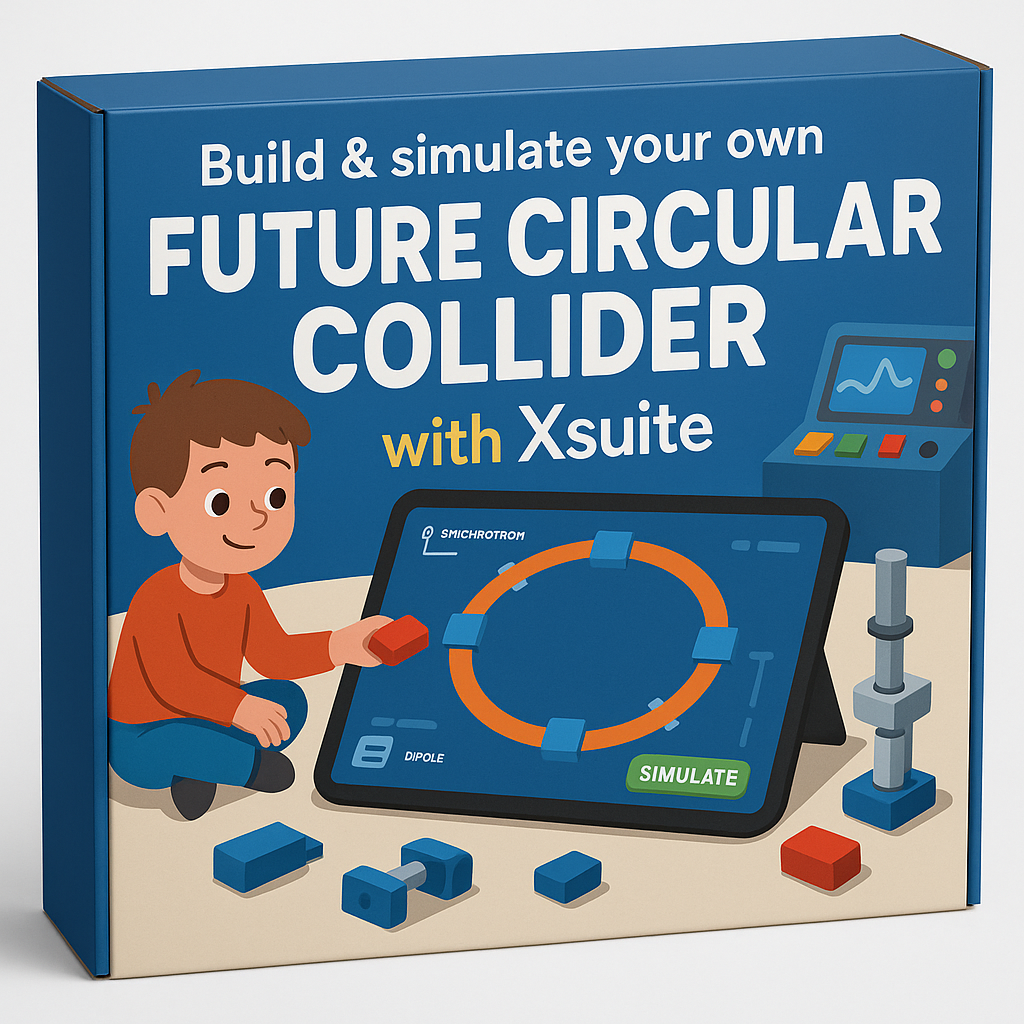 Build & simulate your own
FUTURE CIRCULAR
COLLIDER
with Xsuite
SMICHROTROM
DIPOLE
SIMULATE